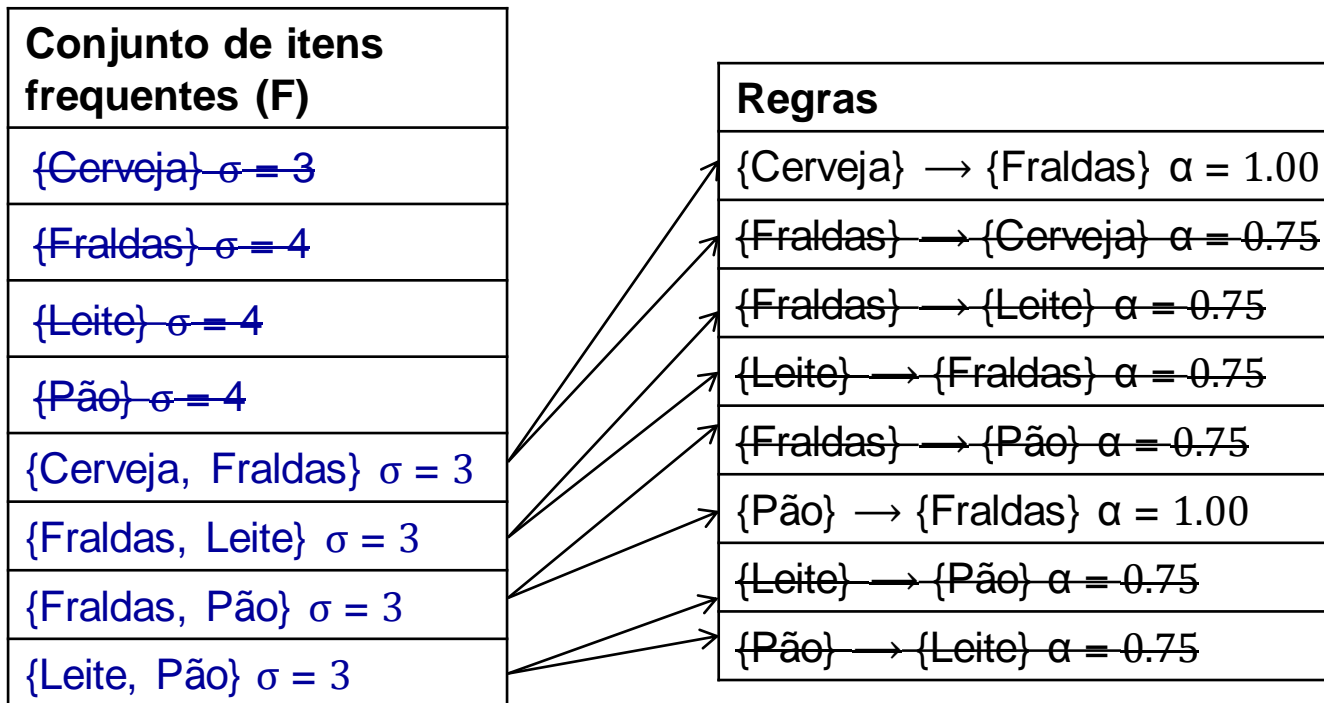 Conjunto de itens
frequentes (F)
{Cerveja} σ = 3
{Fraldas} σ = 4
{Leite} σ = 4
{Pão} σ = 4
{Cerveja, Fraldas} σ = 3
{Fraldas, Leite} σ = 3
{Fraldas, Pão} σ = 3
{Leite, Pão} σ = 3
Regras
{Cerveja} → {Fraldas} α = 1.00
{Fraldas} → {Cerveja} α = 0.75
{Fraldas} → {Leite} α = 0.75
{Leite} → {Fraldas} α = 0.75
{Fraldas} → {Pão} α = 0.75
{Pão} → {Fraldas} α = 1.00
{Leite} → {Pão} α = 0.75
{Pão} → {Leite} α = 0.75